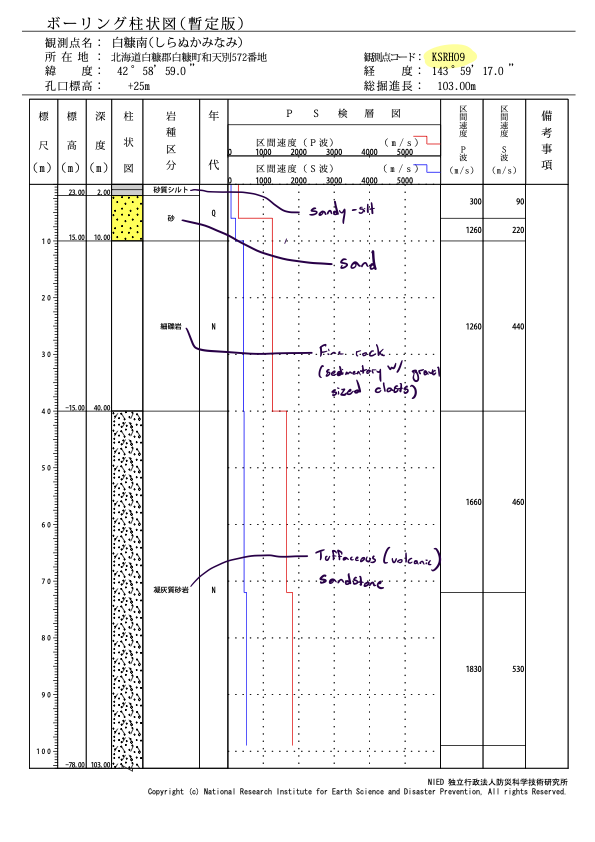 ボーリング柱状図(暫定版)
観測点名: 白糠南(しらぬかみなみ)
所在地: 北海道白糠郡白糠町和天別572番地
観測点コード: KSRH09
緯度: 42° 58′ 59.0″
経度: 143° 59′ 17.0″
孔口標高: +25m
総掘進長: 103.00m
標尺(m)
標高(m)
深度(m)
柱状図
岩種区分
年代
PS検層図
区間速度(P波) (m/s)
0 1000 2000 3000 4000 5000
区間速度(S波) (m/s)
0 1000 2000 3000 4000 5000
区間速度 P波 (m/s)
区間速度 S波 (m/s)
備考事項
23.00 2.00 砂質シルト
300 90
sandy-silt
砂 Q
1260 220
10 15.00 10.00
sand
20
細礫岩 N
1260 440
30
Fine rock
(sedimentary w/ gravel
sized clasts)
40 -15.00 40.00
50
1660 460
60
Tuffaceous (volcanic)
70
sandstone
凝灰質砂岩 N
80
1830 530
90
100
-78.00 103.00
NIED 独立行政法人防災科学技術研究所
Copyright (c) National Research Institute for Earth Science and Disaster Prevention, All rights Reserved.